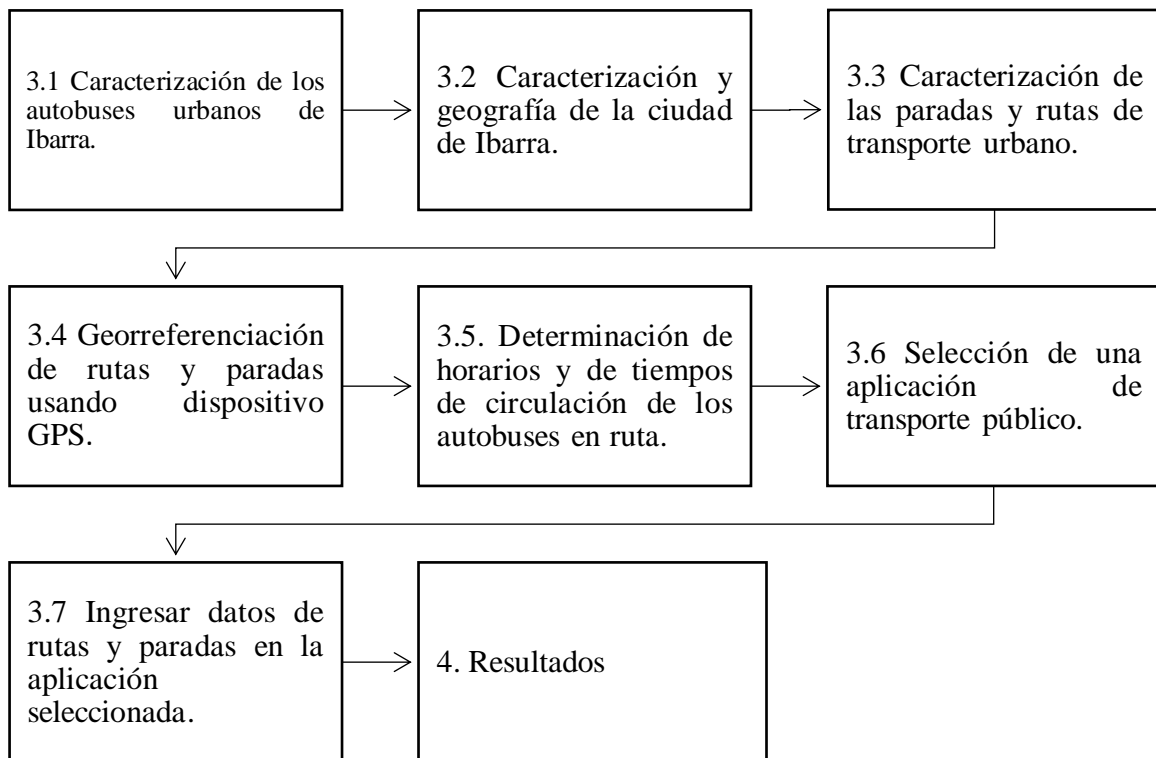 3.1 Caracterización de los
autobuses urbanos de
Ibarra.
3.2 Caracterización y
geografía de la ciudad
de Ibarra.
3.3 Caracterización de
las paradas y rutas de
transporte urbano.
3.4 Georreferenciación
de rutas y paradas
usando dispositivo
GPS.
3.5. Determinación de
horarios y de tiempos
de circulación de los
autobuses en ruta.
3.6 Selección de una
aplicación de
transporte público.
3.7 Ingresar datos de
rutas y paradas en la
aplicación
seleccionada.
4. Resultados